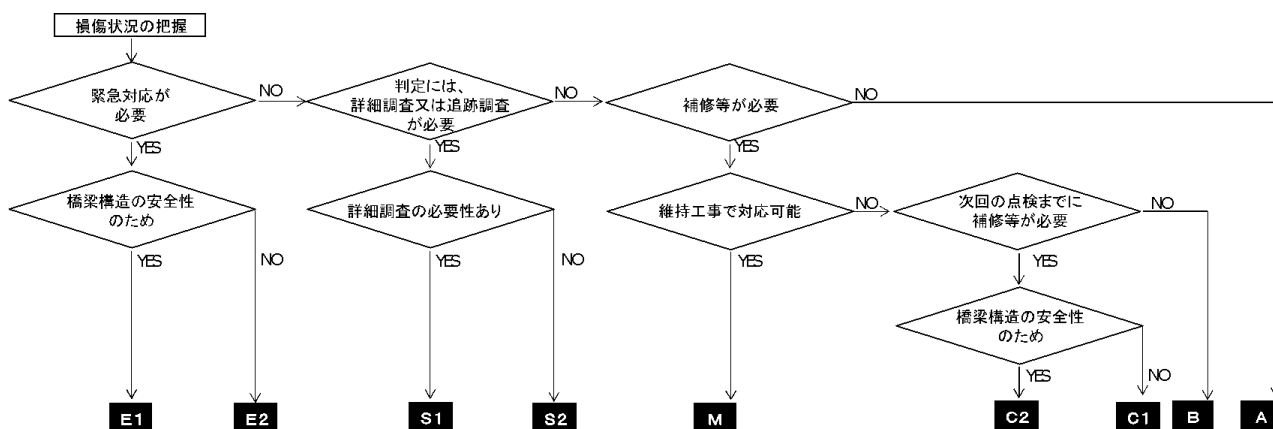 損傷状況の把握
緊急対応が
必要
NO
判定には、
詳細調査又は追跡調査
が必要
NO
補修等が必要
NO
YES
YES
YES
橋梁構造の安全性
のため
詳細調査の必要性あり
維持工事で対応可能
NO
次回の点検までに
補修等が必要
NO
YES
NO
YES
NO
YES
YES
橋梁構造の安全性
のため
YES
NO
E1
E2
S1
S2
M
C2
C1
B
A